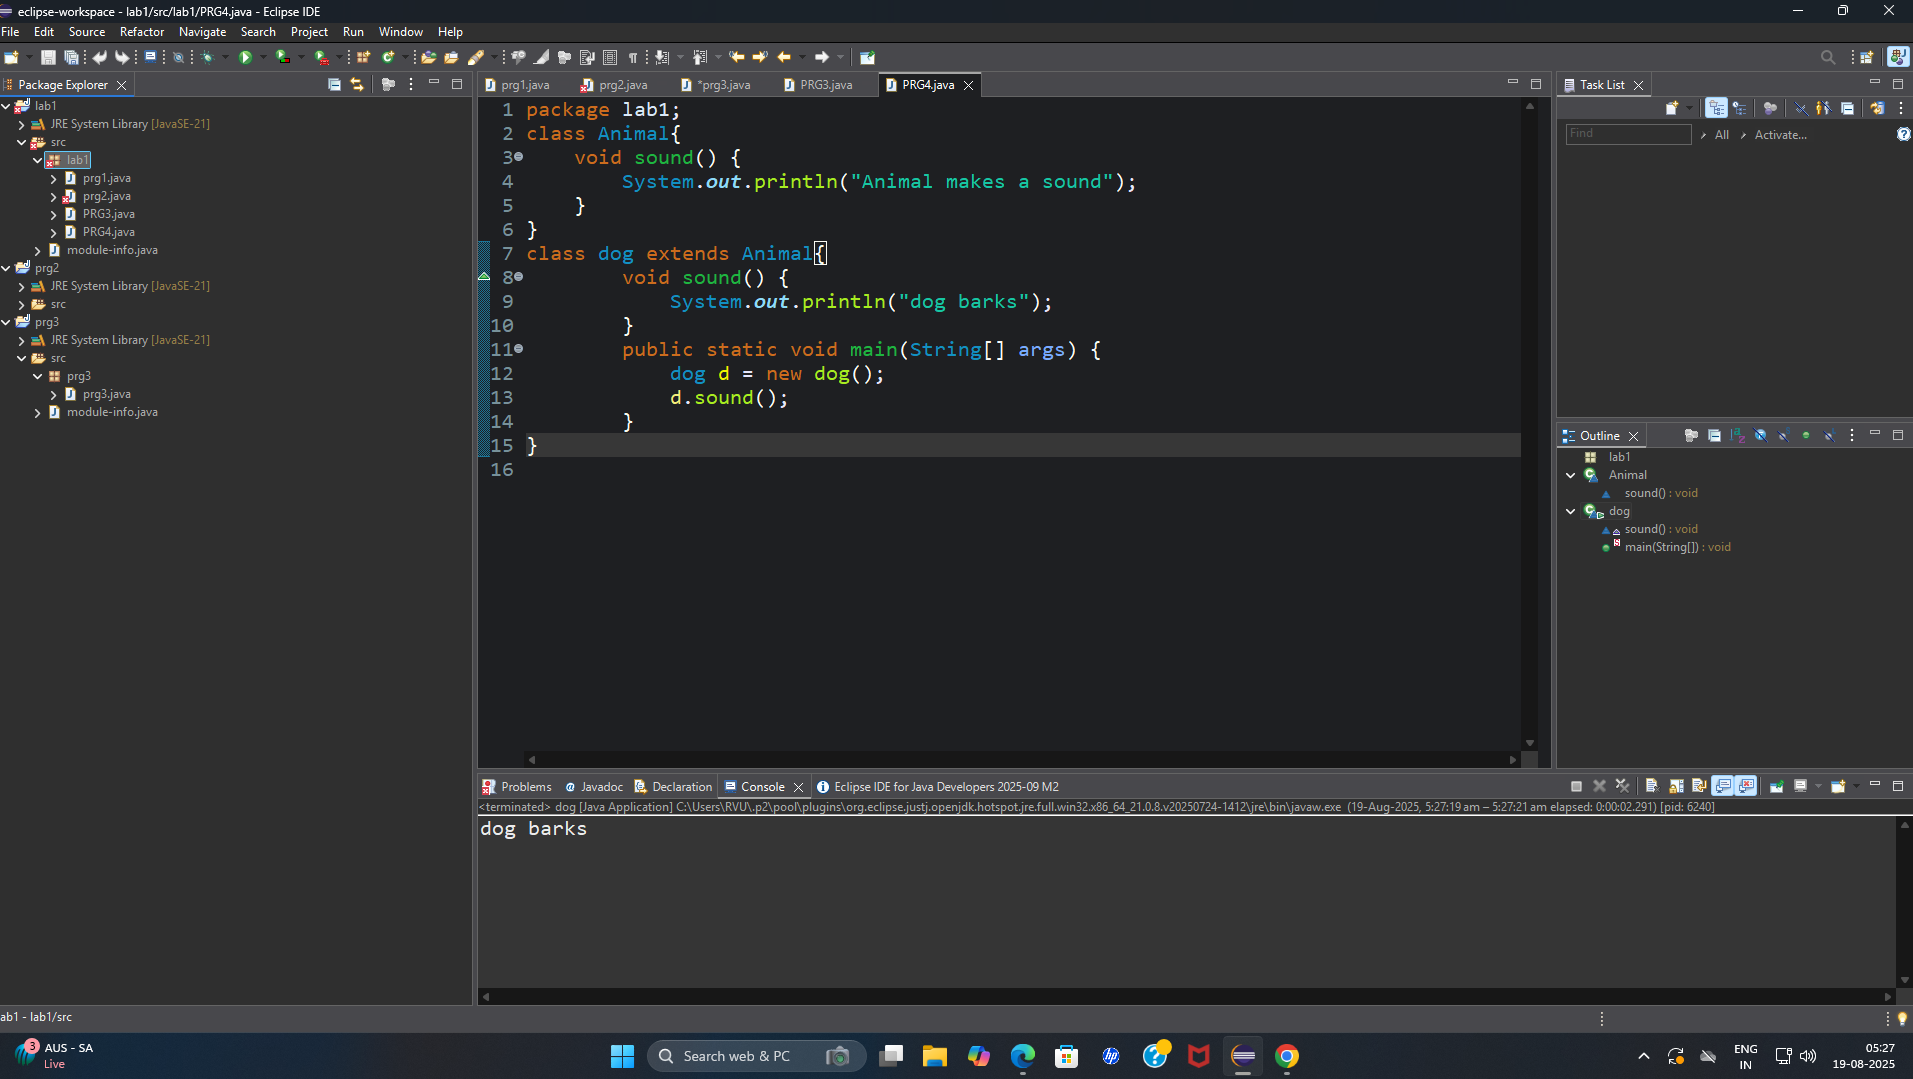 eclipse-workspace - lab1/src/lab1/PRG4.java - Eclipse IDE
File Edit Source Refactor Navigate Search Project Run Window Help
Package Explorer
lab1
JRE System Library [JavaSE-21]
src
lab1
prg1.java
prg2.java
PRG3.java
PRG4.java
module-info.java
prg2
JRE System Library [JavaSE-21]
src
prg3
JRE System Library [JavaSE-21]
src
prg3
prg3.java
module-info.java
prg1.java prg2.java *prg3.java PRG3.java PRG4.java
1 package lab1;
2 class Animal{
3 void sound() {
4 System.out.println("Animal makes a sound");
5 }
6 }
7 class dog extends Animal{
8 void sound() {
9 System.out.println("dog barks");
10 }
11 public static void main(String[] args) {
12 dog d = new dog();
13 d.sound();
14 }
15 }
16
Task List
Find All Activate...
Outline
lab1
Animal
sound() : void
dog
sound() : void
main(String[]) : void
Problems Javadoc Declaration Console Eclipse IDE for Java Developers 2025-09 M2
<terminated> dog [Java Application] C:\Users\RVU\.p2\pool\plugins\org.eclipse.justj.openjdk.hotspot.jre.full.win32.x86_64_21.0.8.v20250724-1412\jre\bin\javaw.exe (19-Aug-2025, 5:27:19 am – 5:27:21 am elapsed: 0:00:02.291) [pid: 6240]
dog barks
ab1 - lab1/src
3
AUS - SA
Live
Search web & PC
hp
ENG
IN
05:27
19-08-2025